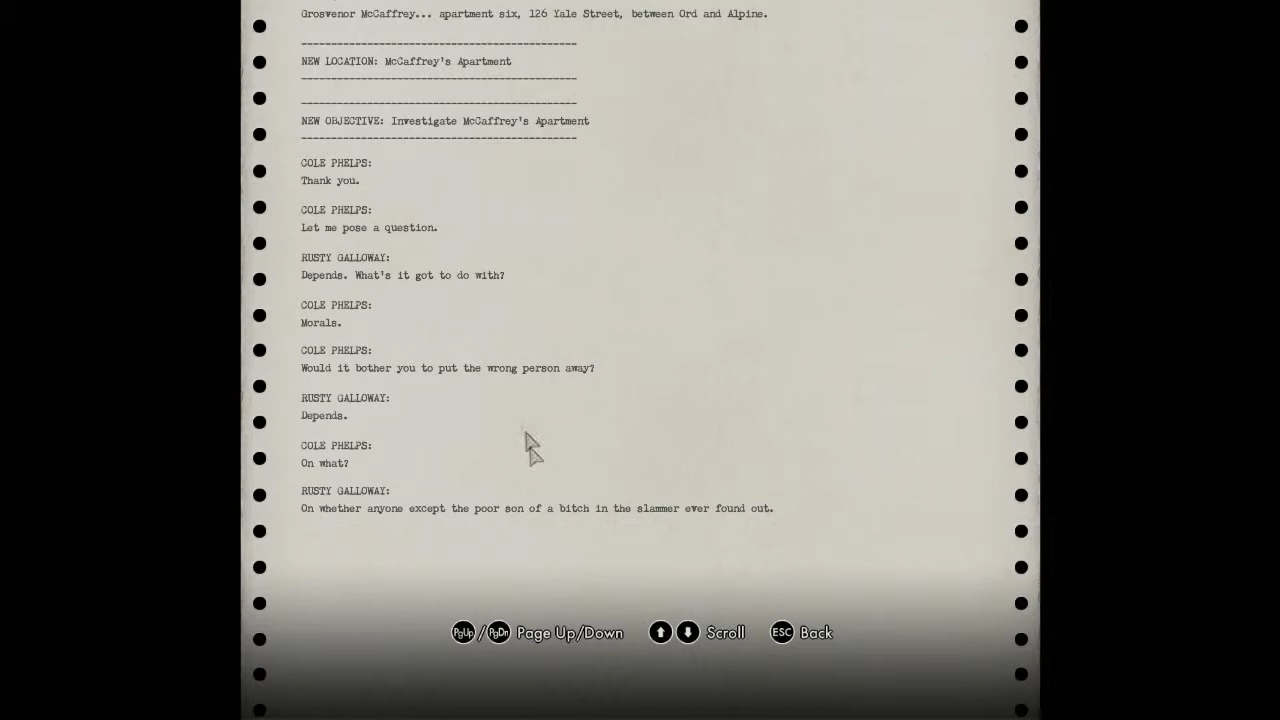 Grosvenor McCaffrey... apartment six, 126 Yale Street, between Ord and Alpine.
----------------------------------------------
NEW LOCATION: McCaffrey's Apartment
----------------------------------------------
----------------------------------------------
NEW OBJECTIVE: Investigate McCaffrey's Apartment
----------------------------------------------
COLE PHELPS:
Thank you.
COLE PHELPS:
Let me pose a question.
RUSTY GALLOWAY:
Depends. What's it got to do with?
COLE PHELPS:
Morals.
COLE PHELPS:
Would it bother you to put the wrong person away?
RUSTY GALLOWAY:
Depends.
COLE PHELPS:
On what?
RUSTY GALLOWAY:
On whether anyone except the poor son of a bitch in the slammer ever found out.
PgUp/PgDn Page Up/Down ⬆ ⬇ Scroll ESC Back